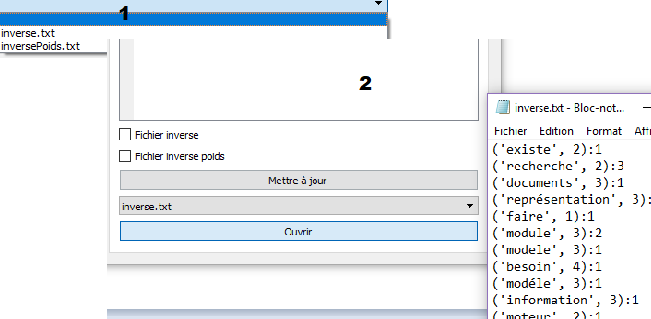 1
inverse.txt
inversePoids.txt
2
Fichier inverse
Fichier inverse poids
Mettre à jour
inverse.txt
Ouvrir
inverse.txt - Bloc-not...
Fichier Edition Format Affi
('existe', 2):1
('recherche', 2):3
('documents', 3):1
('représentation', 3):
('faire', 1):1
('module', 3):2
('modele', 3):1
('besoin', 4):1
('modéle', 3):1
('information', 3):1
('moteur', 2):1